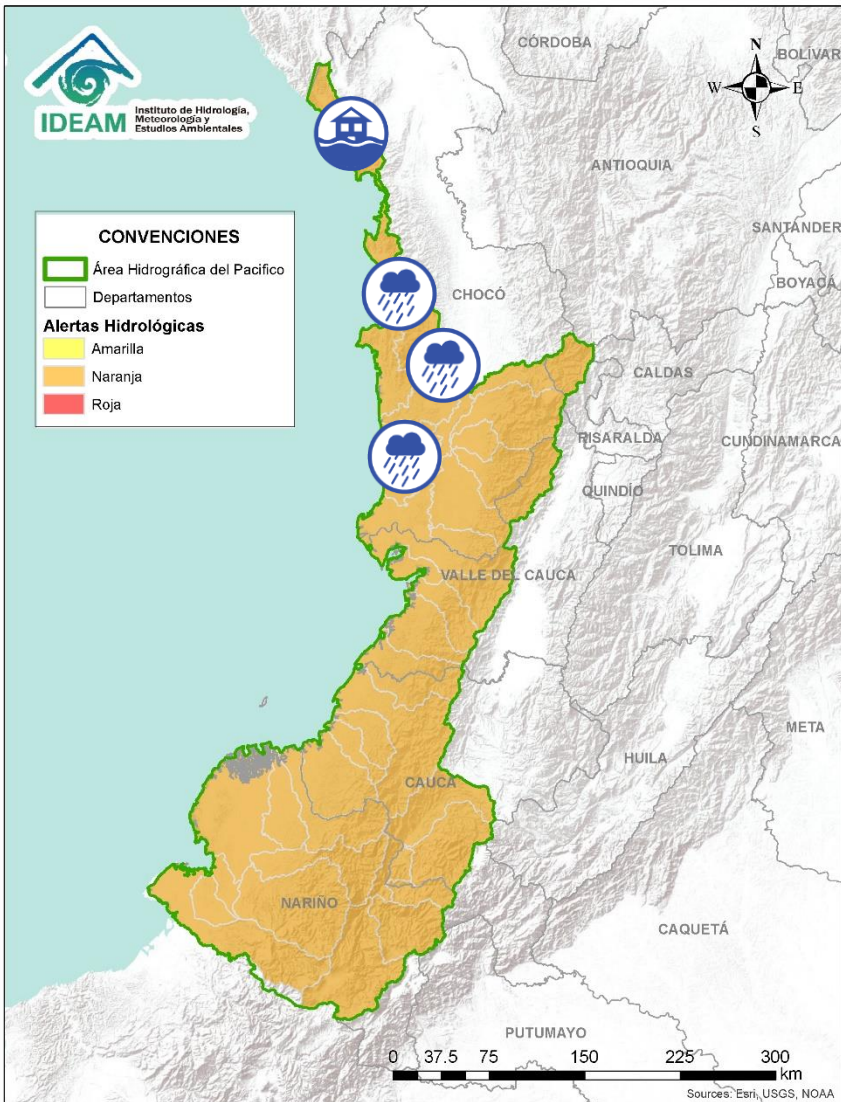 IDEAM
Instituto de Hidrología,
Meteorología y
Estudios Ambientales
CÓRDOBA
BOLÍVAR
N
W
E
S
ANTIOQUIA
SANTANDER
BOYACÁ
CONVENCIONES
Área Hidrográfica del Pacifico
Departamentos
Alertas Hidrológicas
Amarilla
Naranja
Roja
CHOCÓ
CALDAS
RISARALDA
CUNDINAMARCA
QUINDÍO
TOLIMA
VALLE DEL CAUCA
META
HUILA
CAUCA
NARIÑO
CAQUETÁ
PUTUMAYO
0 37.5 75 150 225 300
km
Sources: Esri, USGS, NOAA